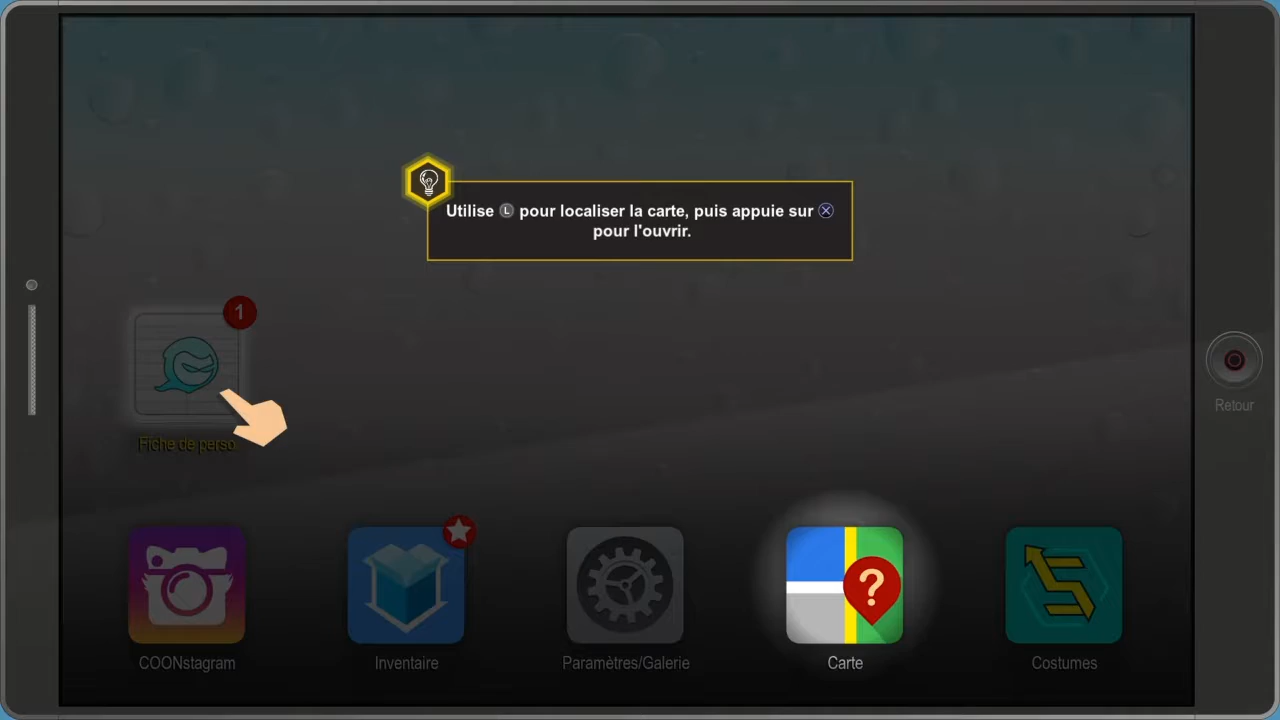 Utilise L pour localiser la carte, puis appuie sur X
pour l'ouvrir.
1
Fiche de perso.
Retour
?
COONstagram
Inventaire
Paramètres/Galerie
Carte
Costumes